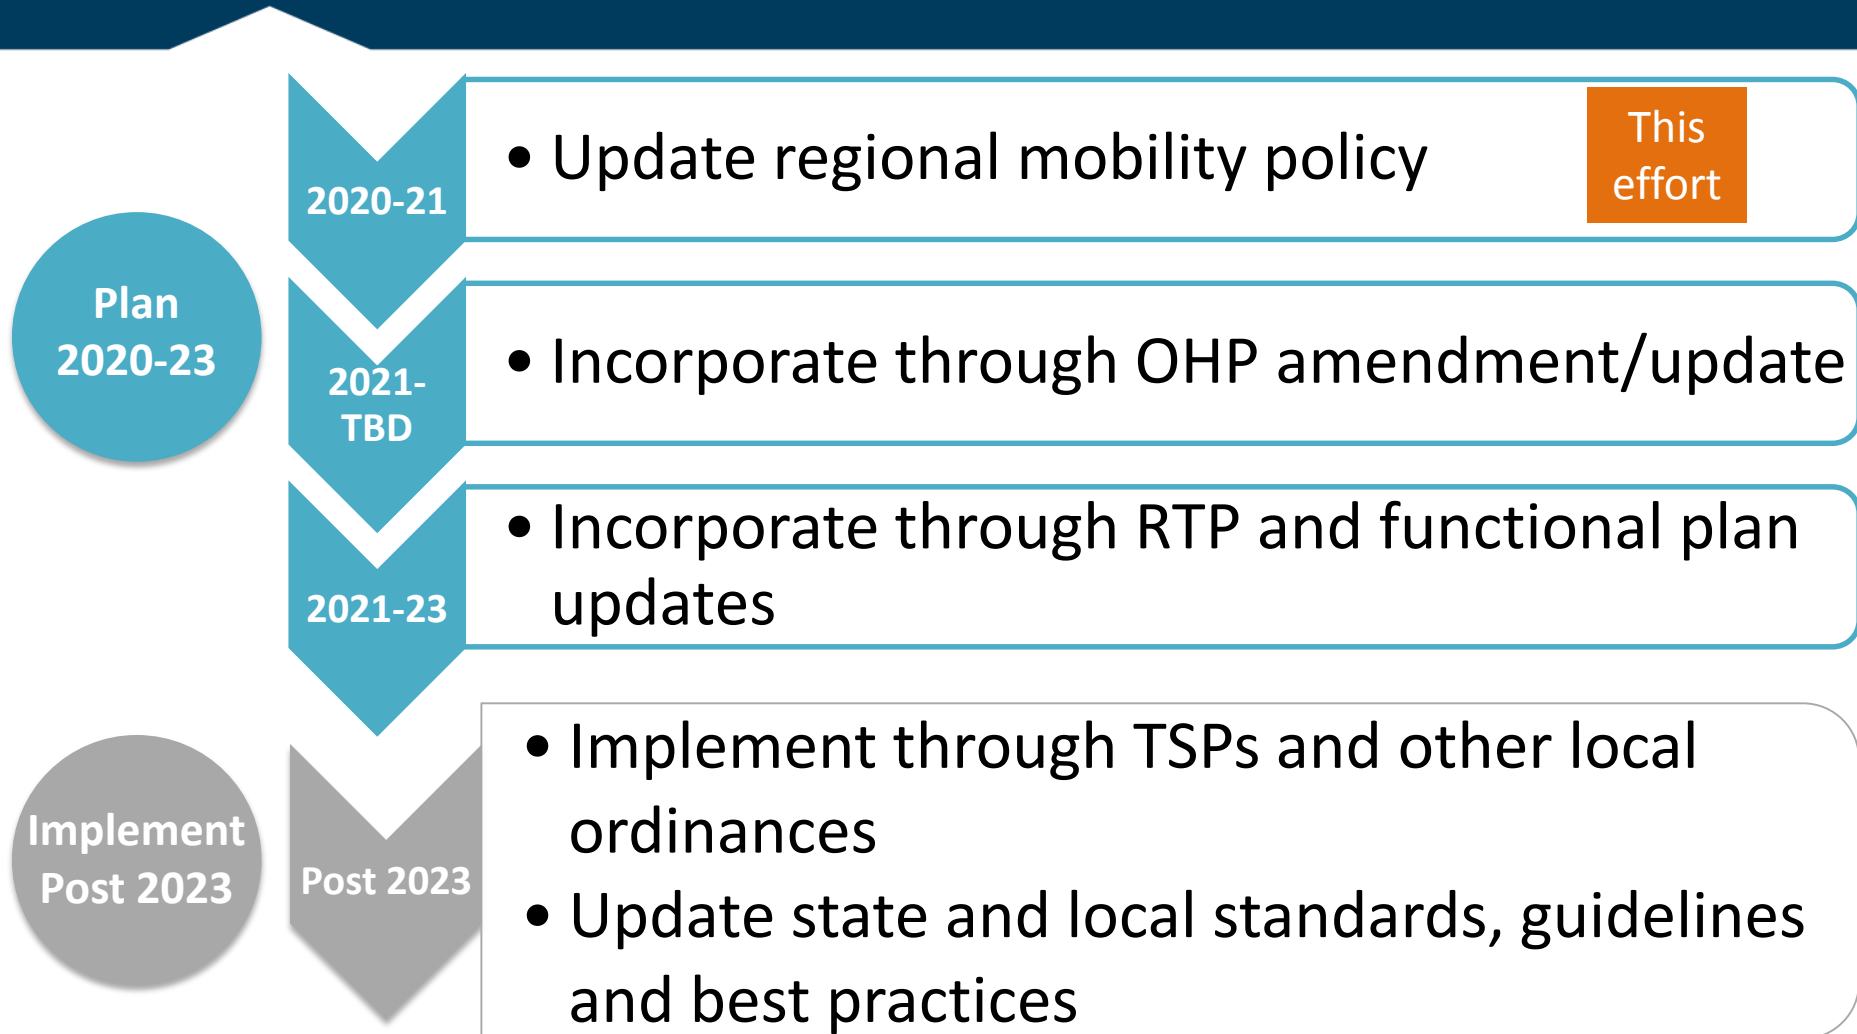 Plan
2020-23
2020-21
• Update regional mobility policy
This
effort
2021-
TBD
• Incorporate through OHP amendment/update
2021-23
• Incorporate through RTP and functional plan
updates
Implement
Post 2023
Post 2023
• Implement through TSPs and other local
ordinances
• Update state and local standards, guidelines
and best practices